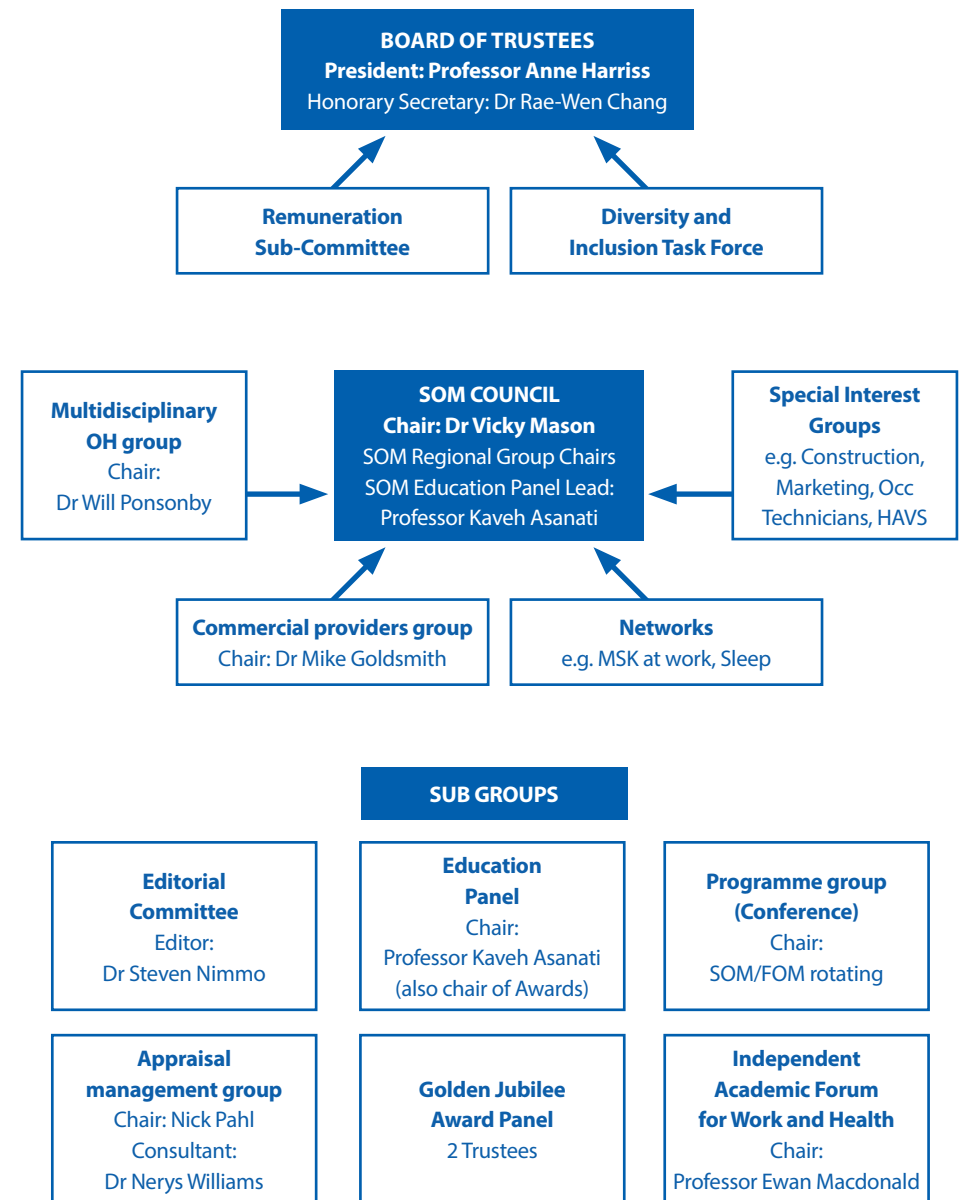 BOARD OF TRUSTEES
President: Professor Anne Harriss
Honorary Secretary: Dr Rae-Wen Chang
Remuneration
Sub-Committee
Diversity and
Inclusion Task Force
Multidisciplinary
OH group
Chair:
Dr Will Ponsonby
SOM COUNCIL
Chair: Dr Vicky Mason
SOM Regional Group Chairs
SOM Education Panel Lead:
Professor Kaveh Asanati
Special Interest
Groups
e.g. Construction,
Marketing, Occ
Technicians, HAVS
Commercial providers group
Chair: Dr Mike Goldsmith
Networks
e.g. MSK at work, Sleep
SUB GROUPS
Editorial
Committee
Editor:
Dr Steven Nimmo
Education
Panel
Chair:
Professor Kaveh Asanati
(also chair of Awards)
Programme group
(Conference)
Chair:
SOM/FOM rotating
Appraisal
management group
Chair: Nick Pahl
Consultant:
Dr Nerys Williams
Golden Jubilee
Award Panel
2 Trustees
Independent
Academic Forum
for Work and Health
Chair:
Professor Ewan Macdonald